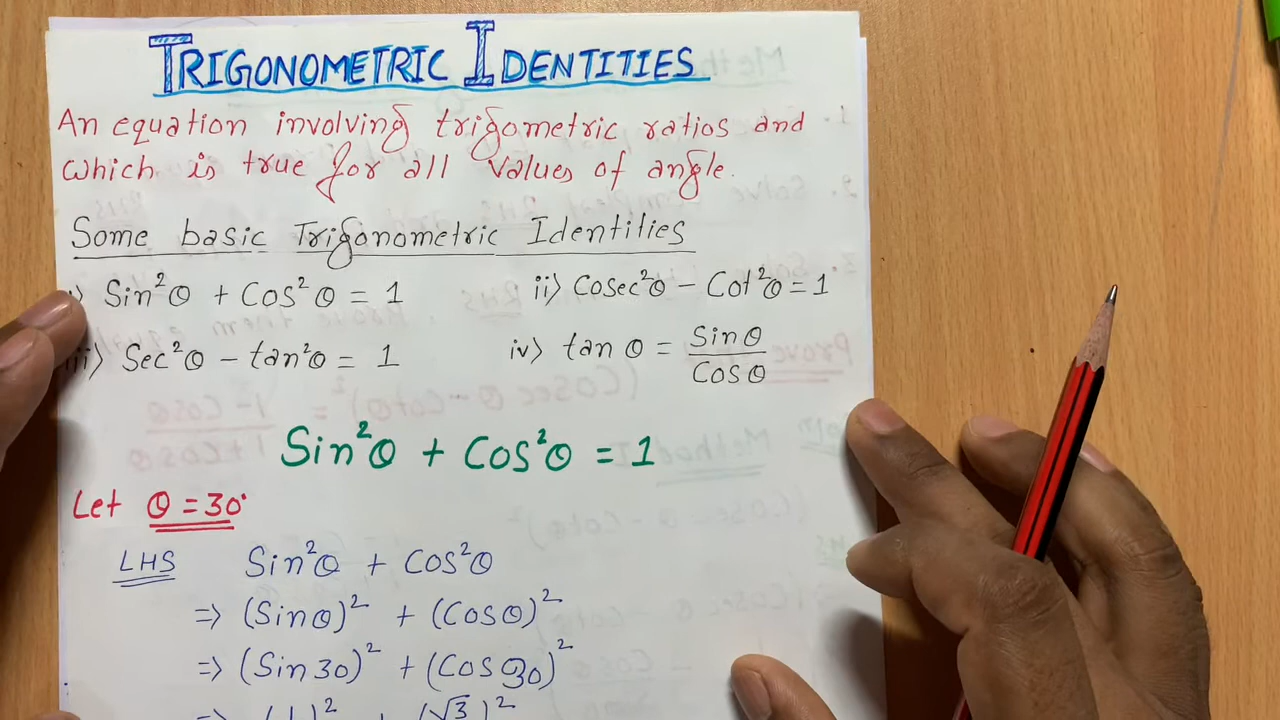 TRIGONOMETRIC IDENTITIES
An equation involving trigometric ratios and
which is true for all values of angle.
Some basic Trigonometric Identities
i) Sin²θ + Cos²θ = 1
ii) Cosec²θ - Cot²θ = 1
iii) Sec²θ - tan²θ = 1
iv) tan θ = Sinθ / Cosθ
Sin²θ + Cos²θ = 1
Let θ = 30°
LHS Sin²θ + Cos²θ
=> (Sinθ)² + (Cosθ)²
=> (Sin 30)² + (Cos 30)²